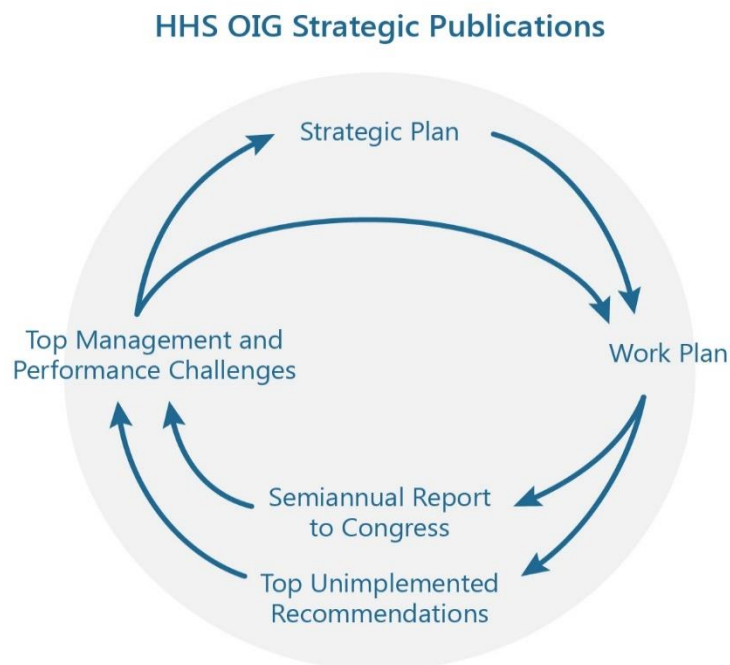 HHS OIG Strategic Publications
Strategic Plan
Top Management and
Performance Challenges
Work Plan
Semiannual Report
to Congress
Top Unimplemented
Recommendations